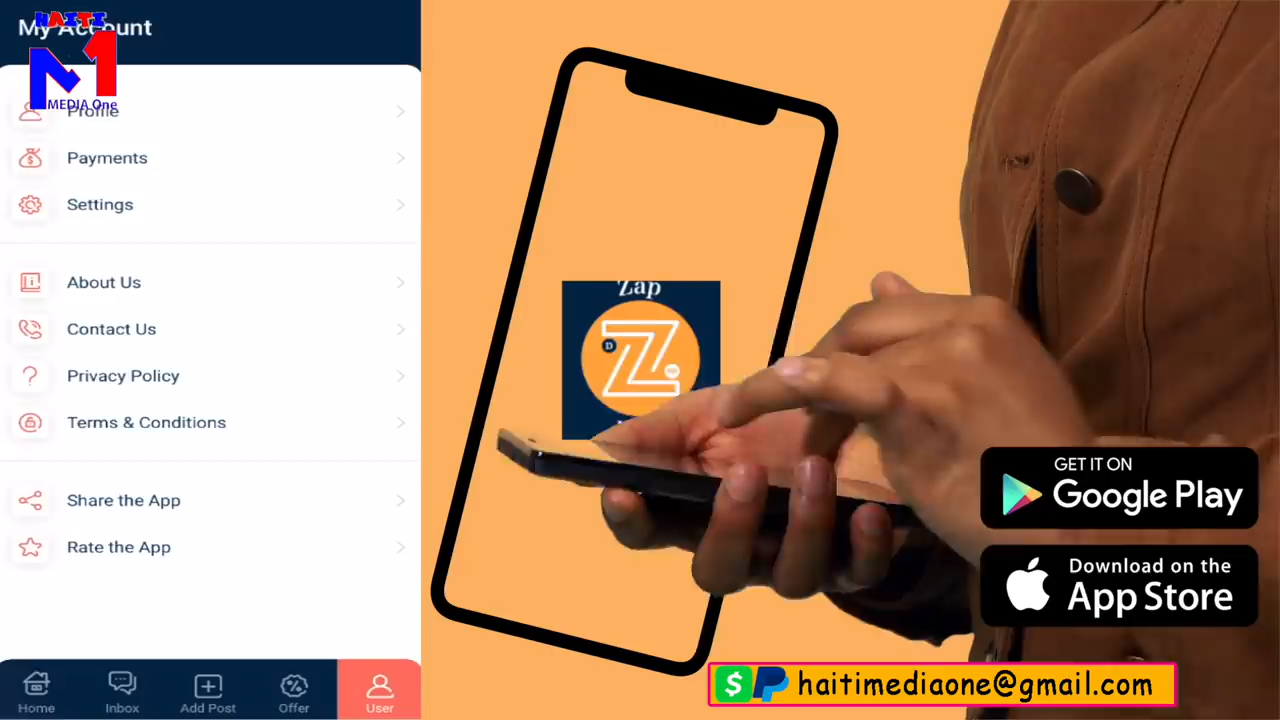 HAITI
My Account
MEDIA One
Profile
Payments
Settings
About Us
Contact Us
Privacy Policy
Terms & Conditions
Share the App
Rate the App
Home
Inbox
Add Post
Offer
User
Zap
D
Z
GET IT ON
Google Play
Download on the
App Store
$ haitimediaone@gmail.com